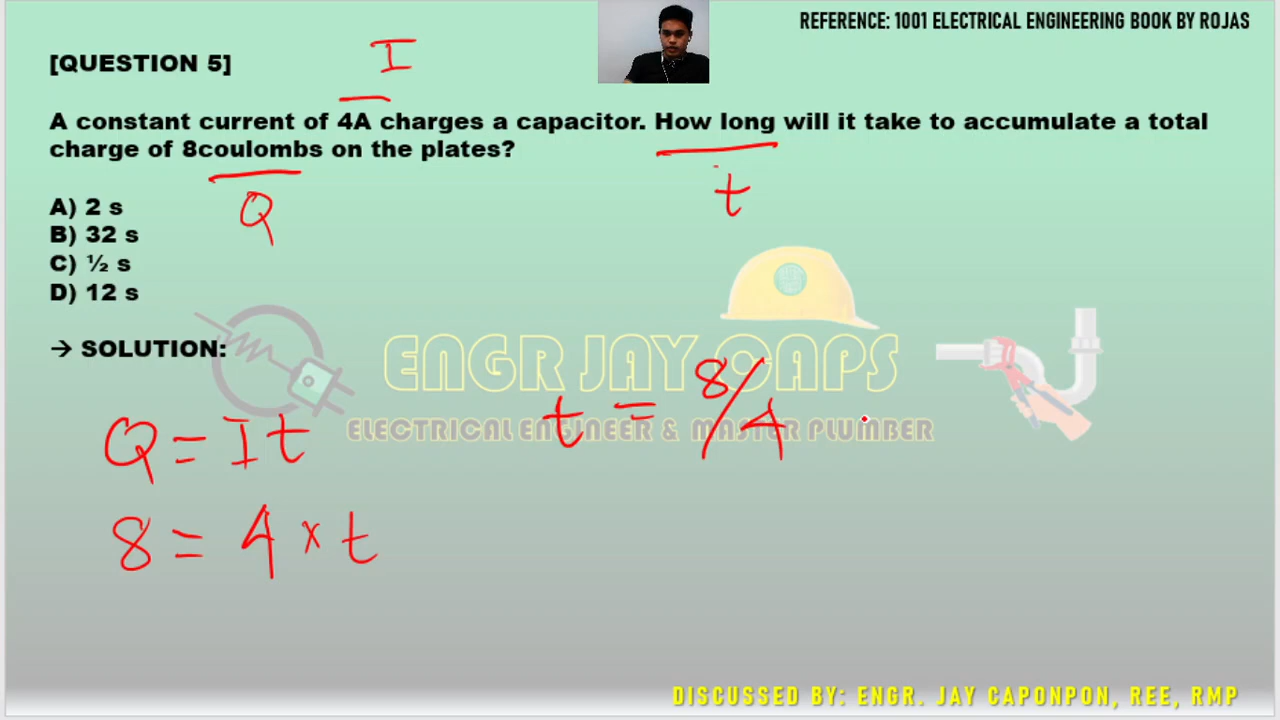 REFERENCE: 1001 ELECTRICAL ENGINEERING BOOK BY ROJAS
[QUESTION 5]
I
A constant current of 4A charges a capacitor. How long will it take to accumulate a total
charge of 8coulombs on the plates?
Q
t
A) 2 s
B) 32 s
C) ½ s
D) 12 s
→ SOLUTION:
ENGR JAY CAPS
ELECTRICAL ENGINEER & MASTER PLUMBER
Q = It
t = 8/4
8 = 4 × t
DISCUSSED BY: ENGR. JAY CAPONPON, REE, RMP